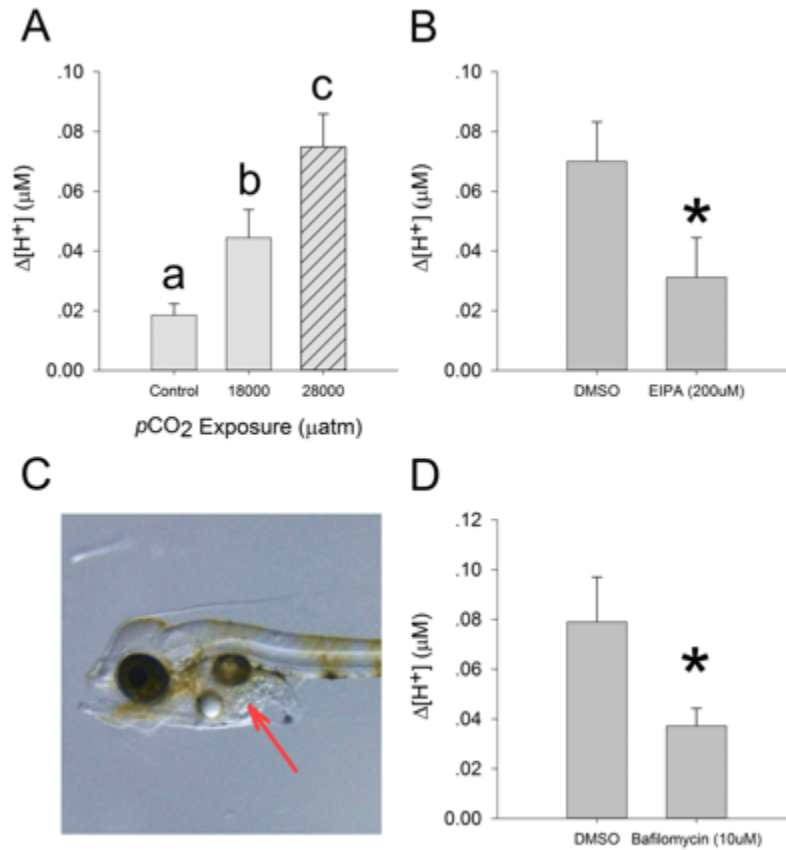 A
Δ[H+] (μM)
.10
.08
.06
.04
.02
0.00
a
b
c
Control
18000
28000
pCO2 Exposure (μatm)
B
Δ[H+] (μM)
.10
.08
.06
.04
.02
0.00
*
DMSO
EIPA (200uM)
C
D
Δ[H+] (μM)
.12
.10
.08
.06
.04
.02
0.00
*
DMSO
Bafilomycin (10uM)